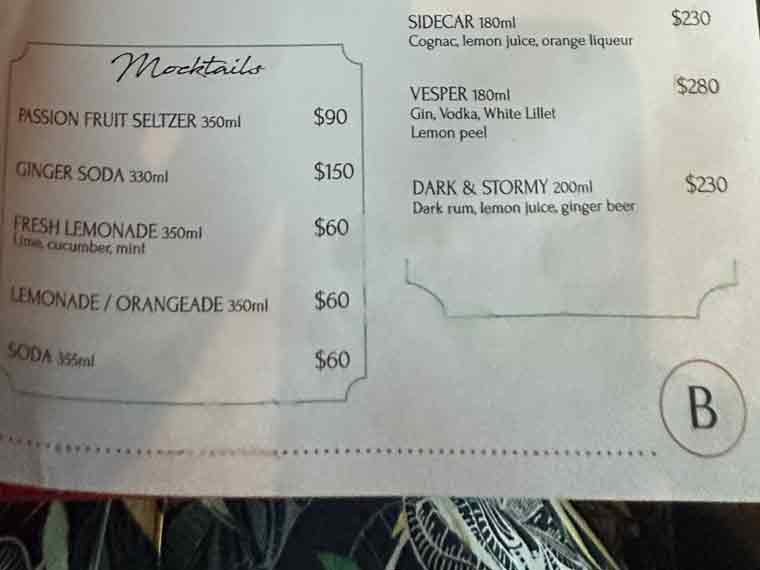 Mocktails
PASSION FRUIT SELTZER 350ml $90
GINGER SODA 330ml $150
FRESH LEMONADE 350ml $60
Lime, cucumber, mint
LEMONADE / ORANGEADE 350ml $60
SODA 355ml $60
SIDECAR 180ml $230
Cognac, lemon juice, orange liqueur
VESPER 180ml $280
Gin, Vodka, White Lillet
Lemon peel
DARK & STORMY 200ml $230
Dark rum, lemon juice, ginger beer
B